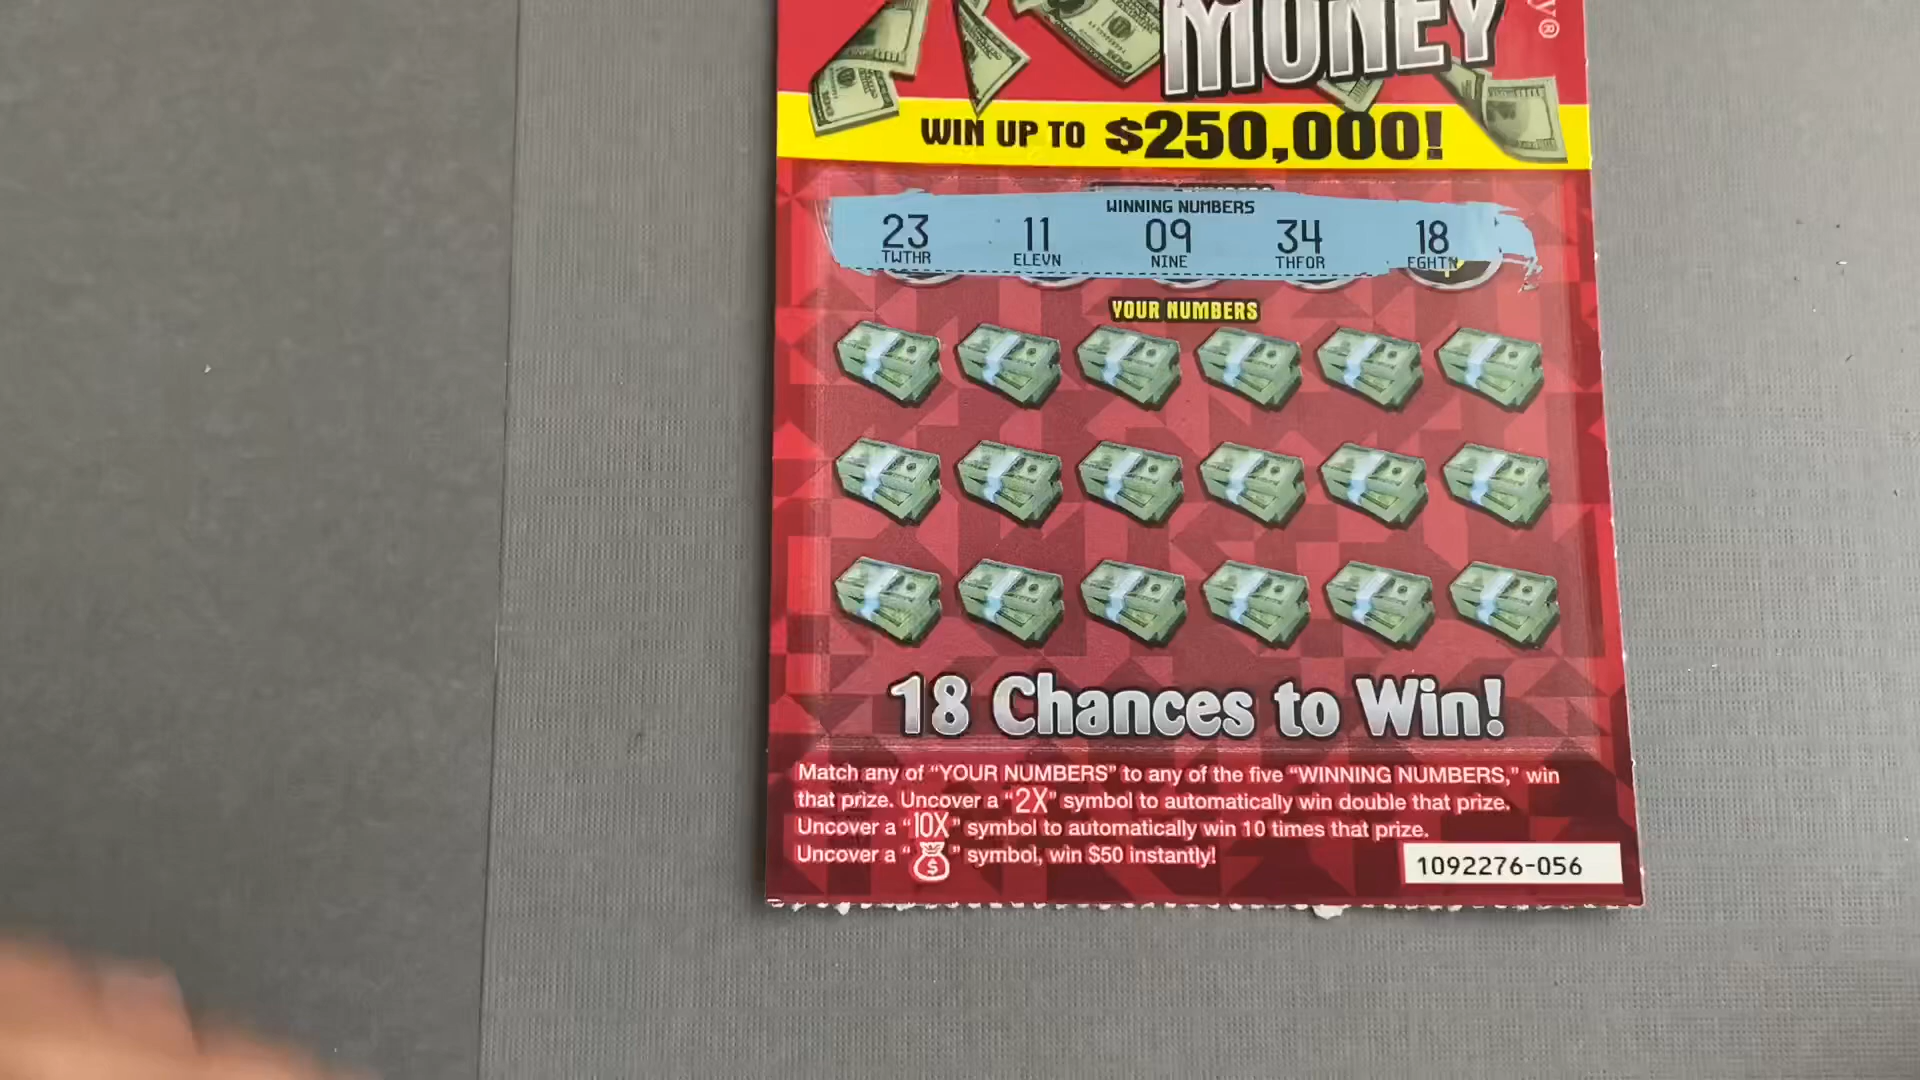 MONEY
WIN UP TO $250,000!
WINNING NUMBERS
23 11 09 34 18
TWTHR ELEVN NINE THFOR EGHTN
YOUR NUMBERS
18 Chances to Win!
Match any of “YOUR NUMBERS” to any of the five “WINNING NUMBERS,” win
that prize. Uncover a “2X” symbol to automatically win double that prize.
Uncover a “10X” symbol to automatically win 10 times that prize.
Uncover a “$” symbol, win $50 instantly!
1092276-056